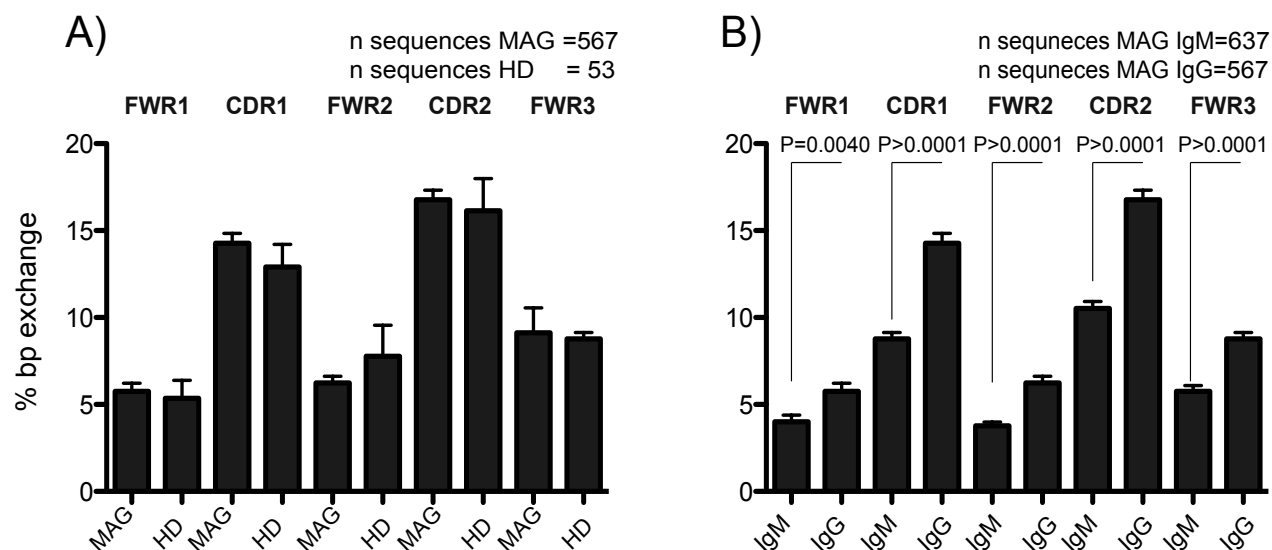 A)
n sequences MAG =567
n sequences HD = 53
FWR1 CDR1 FWR2 CDR2 FWR3
20
15
10
5
0
% bp exchange
MAG HD MAG HD MAG HD MAG HD MAG HD
B)
n sequneces MAG IgM=637
n sequneces MAG IgG=567
FWR1 CDR1 FWR2 CDR2 FWR3
P=0.0040 P>0.0001 P>0.0001 P>0.0001 P>0.0001
20
15
10
5
0
IgM IgG IgM IgG IgM IgG IgM IgG IgM IgG